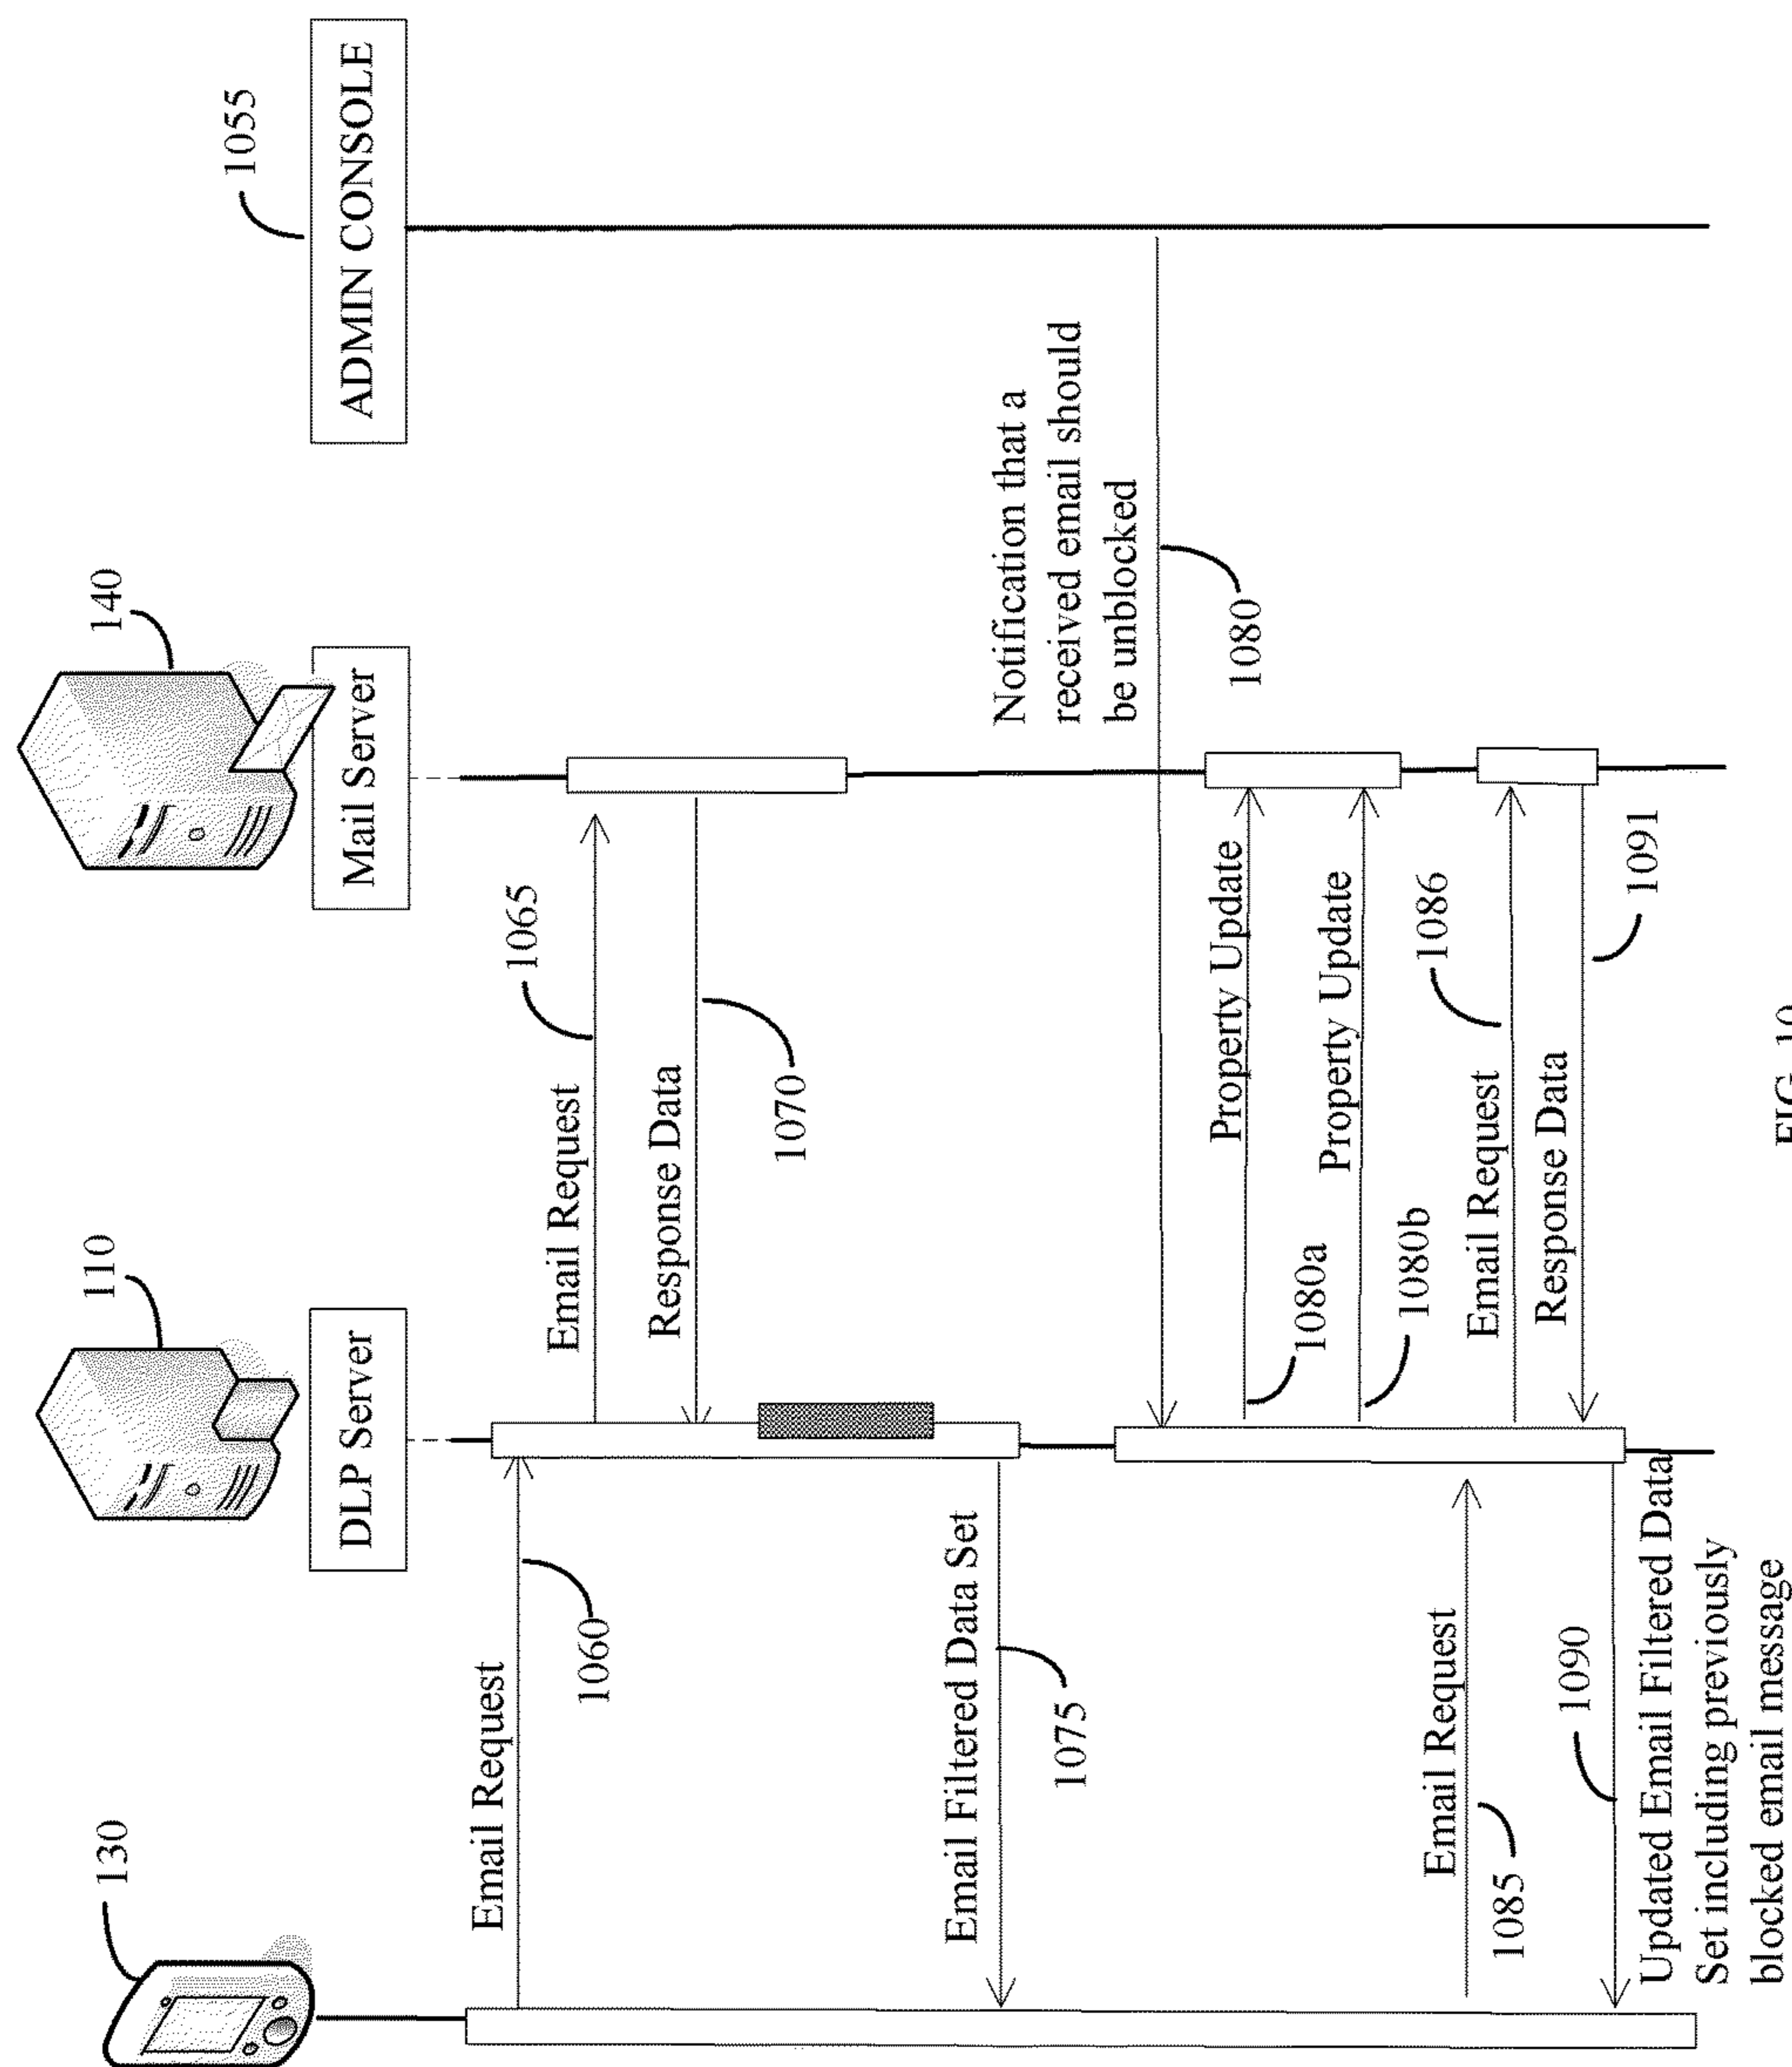 130
110
DLP Server
140
Mail Server
1055
ADMIN CONSOLE
Email Request
1060
Email Request
1065
Response Data
1070
Email Filtered Data Set
1075
Notification that a
received email should
be unblocked
1080
Property Update
1080a
Property Update
1080b
Email Request
1085
Email Request
1086
Response Data
1091
1090
Updated Email Filtered Data
Set including previously
blocked email message